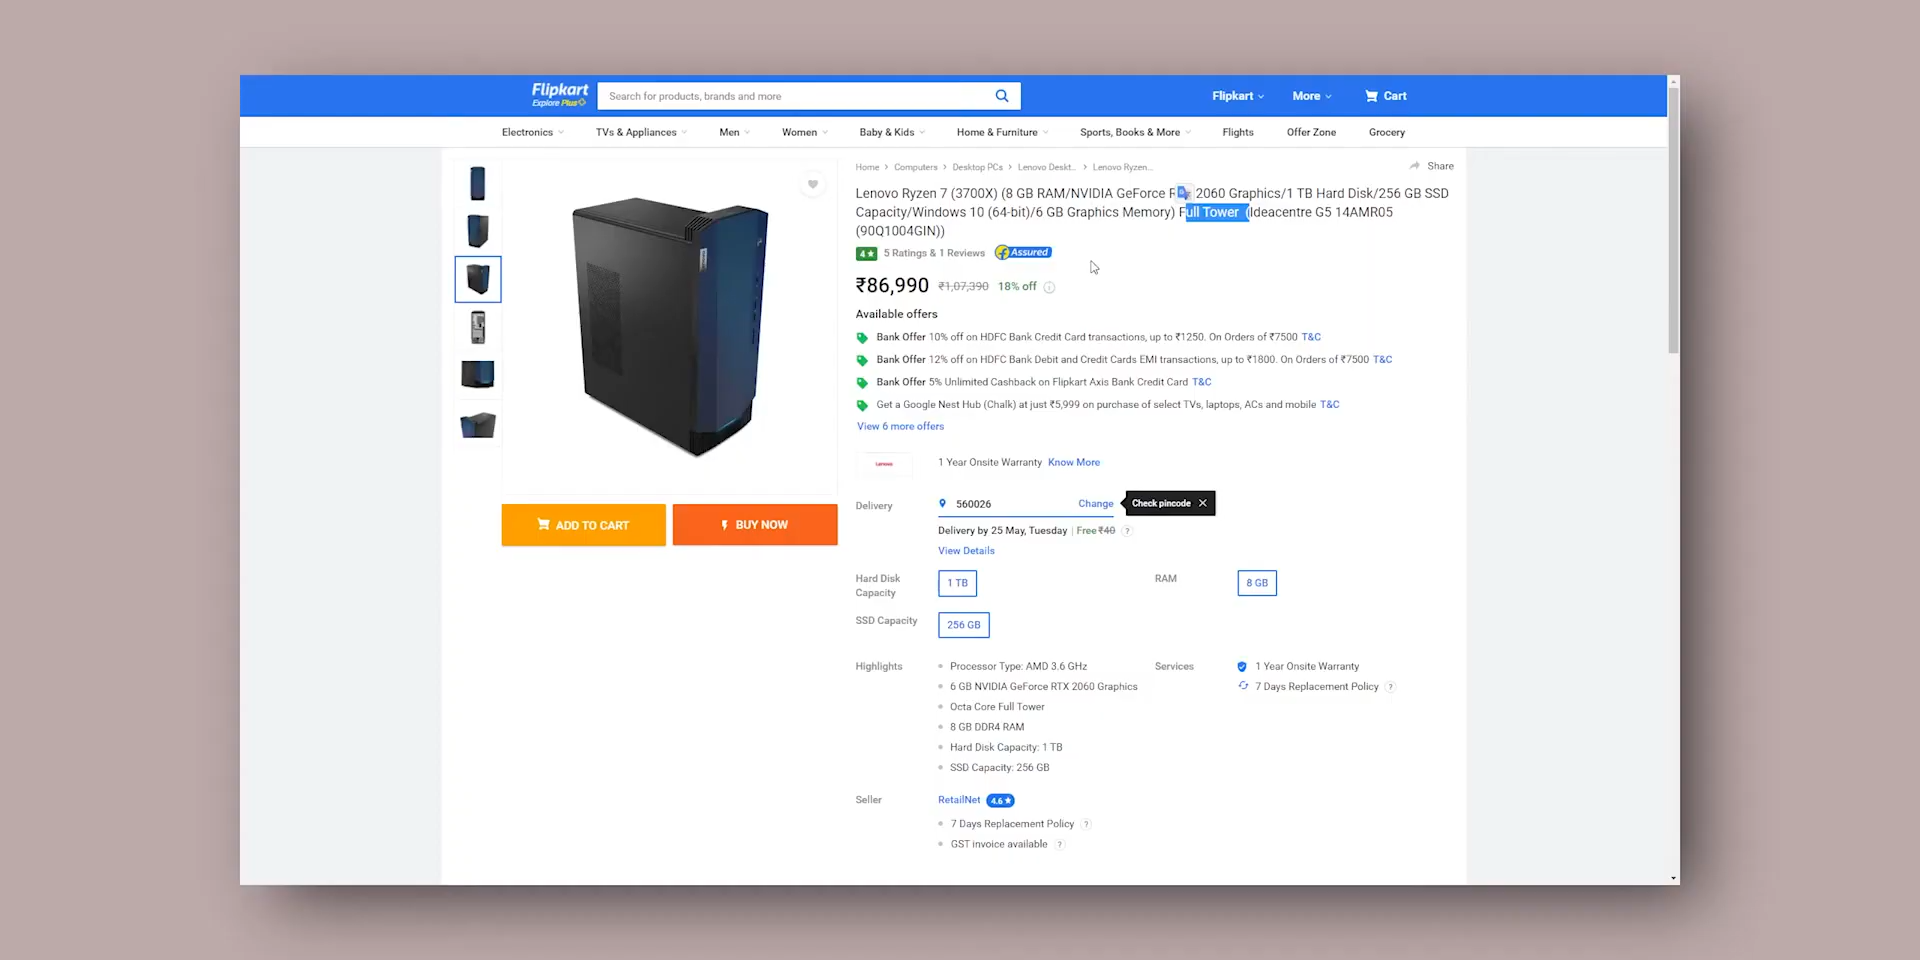 Flipkart
Explore Plus
Search for products, brands and more
Flipkart
More
Cart
Electronics
TVs & Appliances
Men
Women
Baby & Kids
Home & Furniture
Sports, Books & More
Flights
Offer Zone
Grocery
Home > Computers > Desktop PCs > Lenovo Deskt... > Lenovo Ryzen...
Share
Lenovo Ryzen 7 (3700X) (8 GB RAM/NVIDIA GeForce R 2060 Graphics/1 TB Hard Disk/256 GB SSD
Capacity/Windows 10 (64-bit)/6 GB Graphics Memory) Full Tower (Ideacentre G5 14AMR05
(90Q1004GIN))
4★ 5 Ratings & 1 Reviews Assured
₹86,990 ₹1,07,390 18% off
Available offers
Bank Offer 10% off on HDFC Bank Credit Card transactions, up to ₹1250. On Orders of ₹7500 T&C
Bank Offer 12% off on HDFC Bank Debit and Credit Cards EMI transactions, up to ₹1800. On Orders of ₹7500 T&C
Bank Offer 5% Unlimited Cashback on Flipkart Axis Bank Credit Card T&C
Get a Google Nest Hub (Chalk) at just ₹5,999 on purchase of select TVs, laptops, ACs and mobile T&C
View 6 more offers
Lenovo
1 Year Onsite Warranty Know More
ADD TO CART
BUY NOW
Delivery
560026
Change
Check pincode
Delivery by 25 May, Tuesday | Free ₹40 ?
View Details
Hard Disk
Capacity
1 TB
RAM
8 GB
SSD Capacity
256 GB
Highlights
Processor Type: AMD 3.6 GHz
6 GB NVIDIA GeForce RTX 2060 Graphics
Octa Core Full Tower
8 GB DDR4 RAM
Hard Disk Capacity: 1 TB
SSD Capacity: 256 GB
Services
1 Year Onsite Warranty
7 Days Replacement Policy ?
Seller
RetailNet 4.6★
7 Days Replacement Policy ?
GST invoice available ?